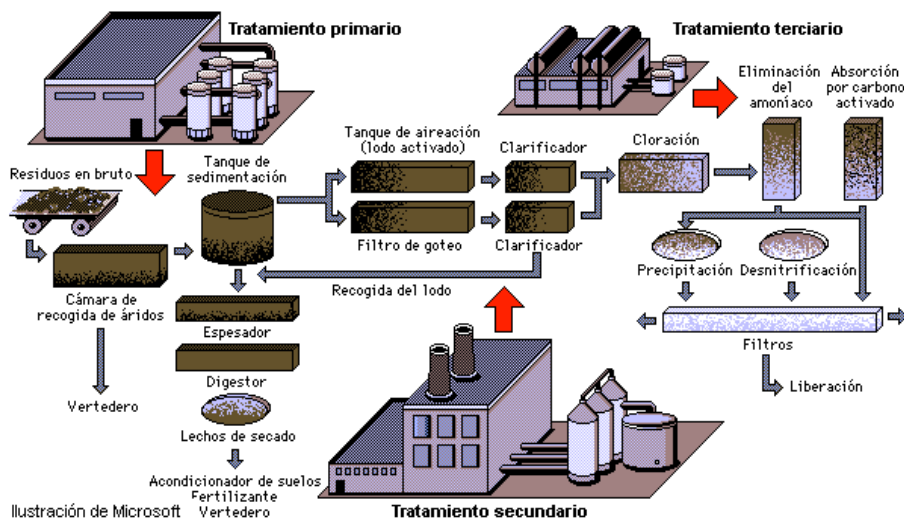 Tratamiento primario
Tratamiento terciario
Eliminación
del
amoníaco
Absorción
por carbono
activado
Residuos en bruto
Tanque de
sedimentación
Tanque de aireación
(lodo activado)
Clarificador
Cloración
Filtro de goteo
Clarificador
Cámara de
recogida de áridos
Recogida del lodo
Precipitación
Desnitrificación
Espesador
Filtros
Digestor
Vertedero
Liberación
Lechos de secado
Acondicionador de suelos
Fertilizante
Vertedero
Ilustración de Microsoft
Tratamiento secundario